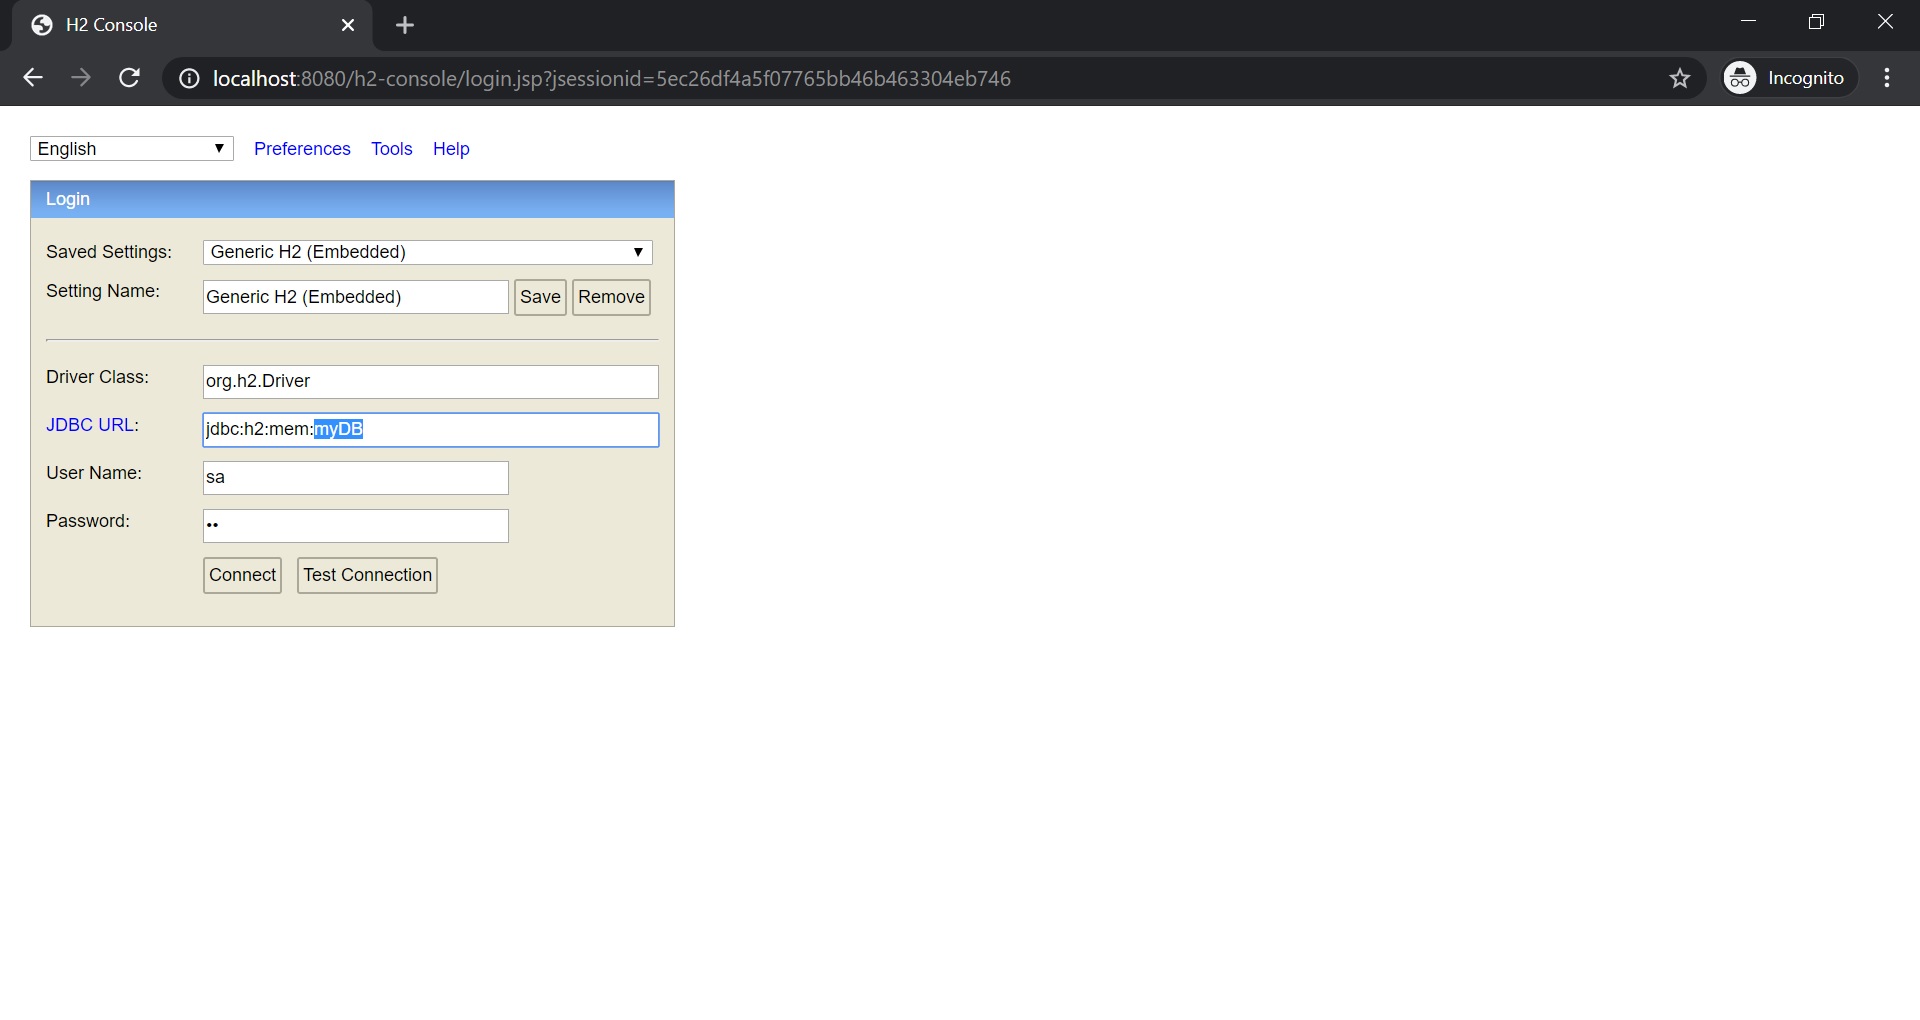 H2 Console
localhost:8080/h2-console/login.jsp?jsessionid=5ec26df4a5f07765bb46b463304eb746
Incognito
English Preferences Tools Help
Login
Saved Settings: Generic H2 (Embedded)
Setting Name: Generic H2 (Embedded) Save Remove
Driver Class: org.h2.Driver
JDBC URL: jdbc:h2:mem:myDB
User Name: sa
Password: ••
Connect Test Connection